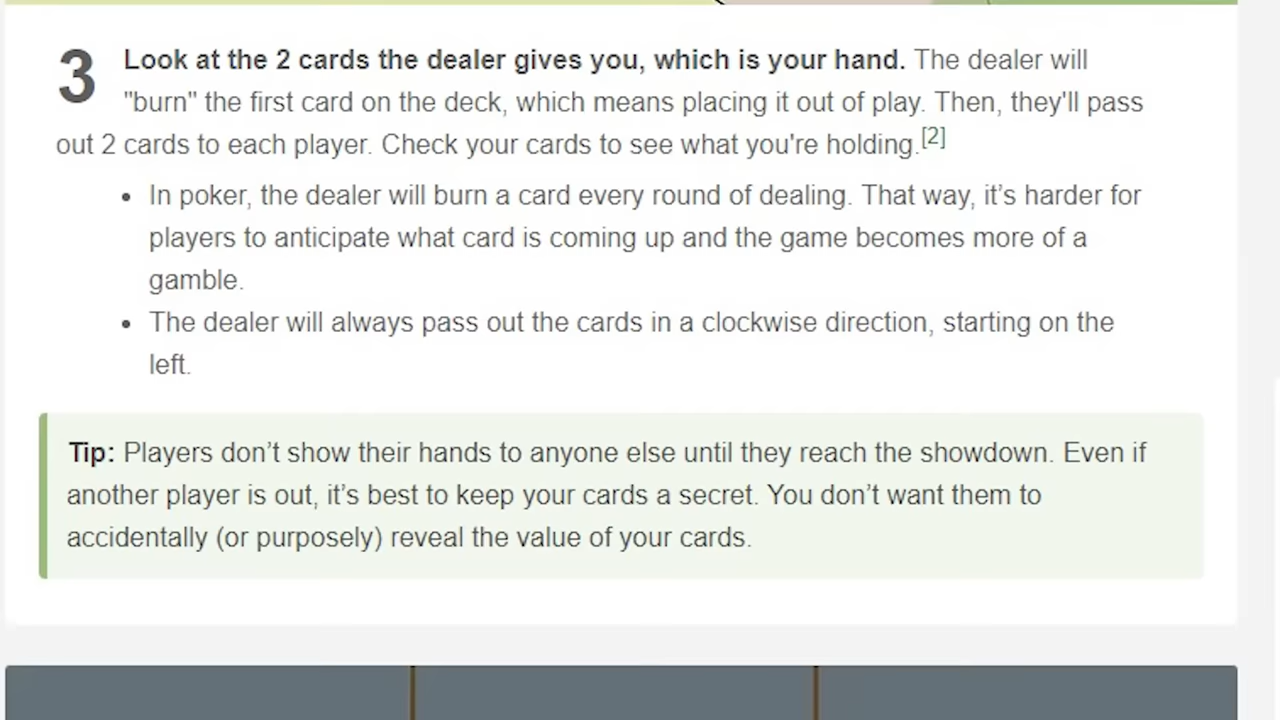 3 Look at the 2 cards the dealer gives you, which is your hand. The dealer will
"burn" the first card on the deck, which means placing it out of play. Then, they'll pass
out 2 cards to each player. Check your cards to see what you're holding.[2]
• In poker, the dealer will burn a card every round of dealing. That way, it’s harder for
players to anticipate what card is coming up and the game becomes more of a
gamble.
• The dealer will always pass out the cards in a clockwise direction, starting on the
left.
Tip: Players don’t show their hands to anyone else until they reach the showdown. Even if
another player is out, it’s best to keep your cards a secret. You don’t want them to
accidentally (or purposely) reveal the value of your cards.